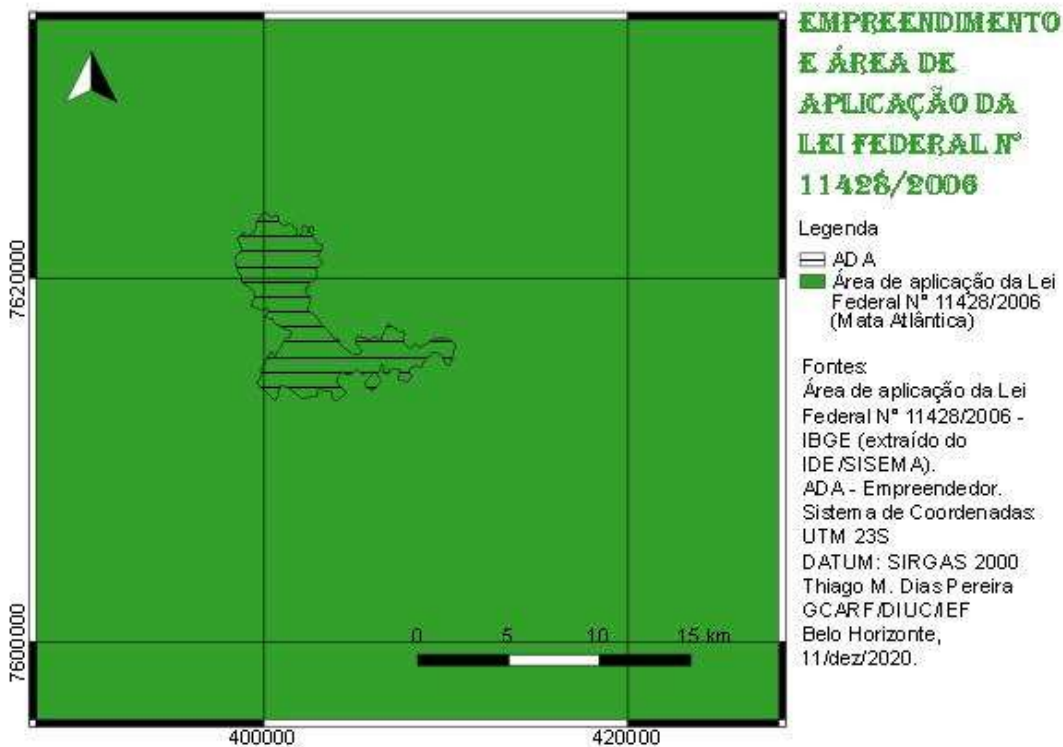 EMPREENDIMENTO
E ÁREA DE
APLICAÇÃO DA
LEI FEDERAL Nº
11428/2006
Legenda
ADA
Área de aplicação da Lei
Federal Nº 11428/2006
(Mata Atlântica)
Fontes:
Área de aplicação da Lei
Federal Nº 11428/2006 -
IBGE (extraído do
IDE/SISEMA).
ADA - Empreendedor.
Sistema de Coordenadas:
UTM 23S
DATUM: SIRGAS 2000
Thiago M. Dias Pereira
GCARF/DIUC/IEF
Belo Horizonte,
11/dez/2020.
7620000
7600000
0 5 10 15 km
400000 420000